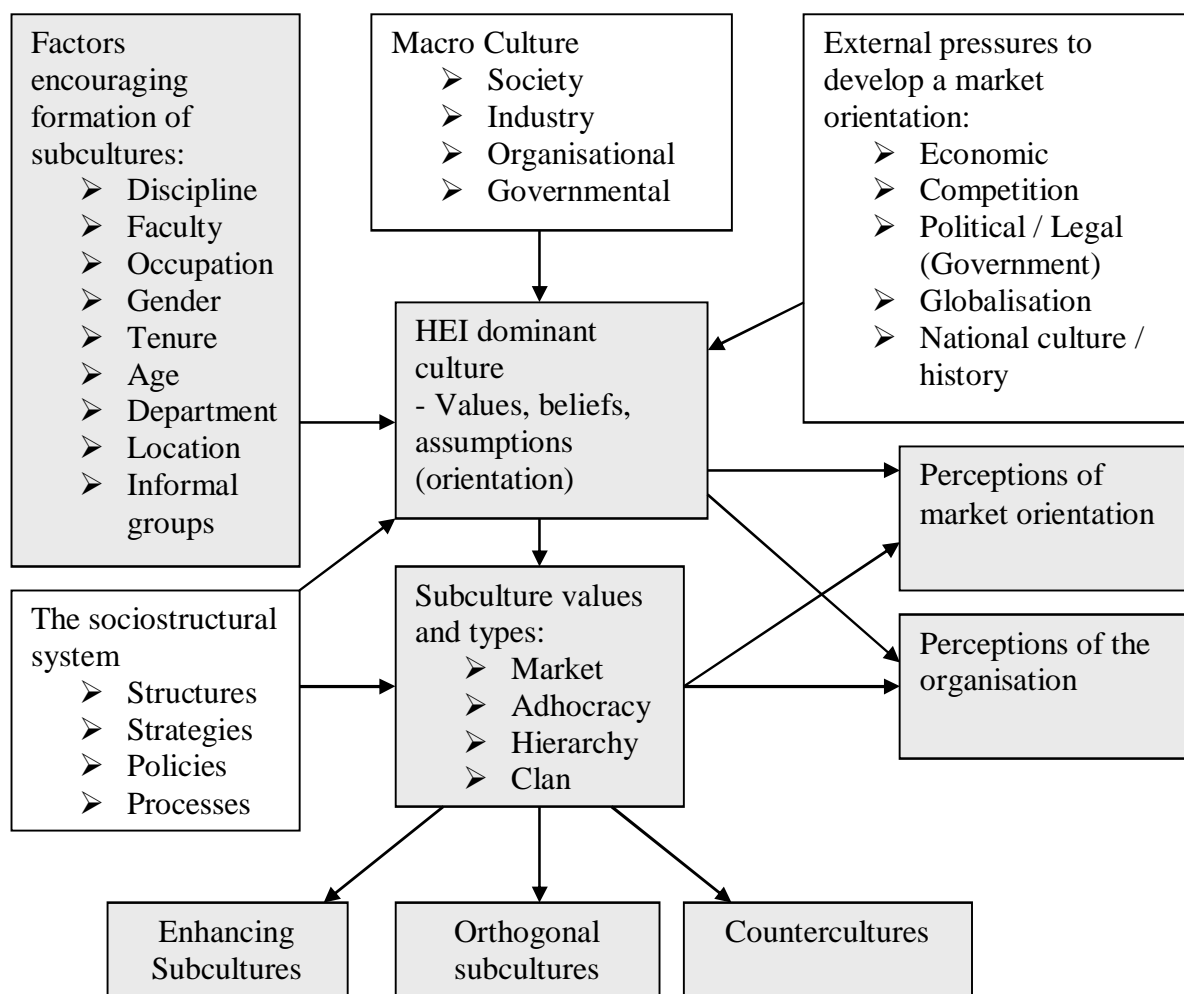 Factors
encouraging
formation of
subcultures:
➢ Discipline
➢ Faculty
➢ Occupation
➢ Gender
➢ Tenure
➢ Age
➢ Department
➢ Location
➢ Informal
groups
Macro Culture
➢ Society
➢ Industry
➢ Organisational
➢ Governmental
External pressures to
develop a market
orientation:
➢ Economic
➢ Competition
➢ Political / Legal
(Government)
➢ Globalisation
➢ National culture /
history
HEI dominant
culture
- Values, beliefs,
assumptions
(orientation)
Perceptions of
market orientation
The sociostructural
system
➢ Structures
➢ Strategies
➢ Policies
➢ Processes
Subculture values
and types:
➢ Market
➢ Adhocracy
➢ Hierarchy
➢ Clan
Perceptions of the
organisation
Enhancing
Subcultures
Orthogonal
subcultures
Countercultures